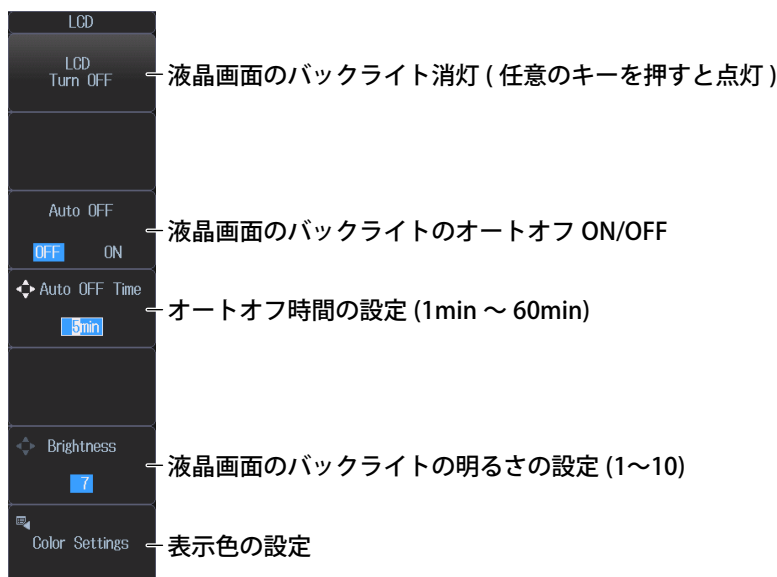 LCD
LCD
Turn OFF
液晶画面のバックライト消灯 ( 任意のキーを押すと点灯 )
Auto OFF
OFF ON
液晶画面のバックライトのオートオフ ON/OFF
Auto OFF Time
5min
オートオフ時間の設定 (1min ～ 60min)
Brightness
7
液晶画面のバックライトの明るさの設定 (1～10)
Color Settings
表示色の設定